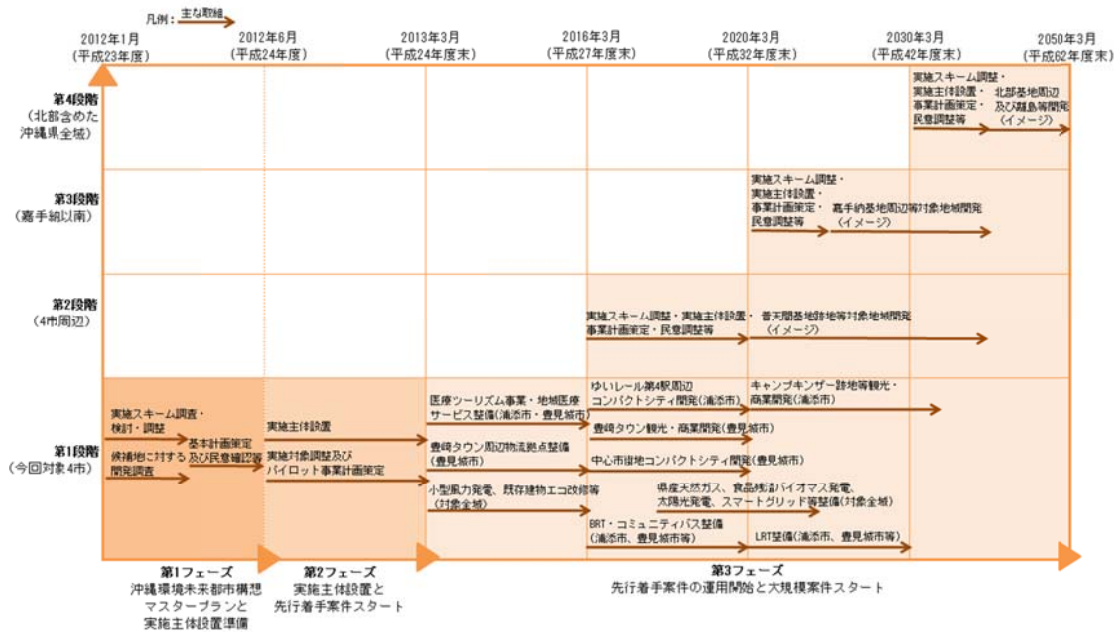 凡例：主な取組
2012年1月
(平成23年度)
2012年6月
(平成24年度)
2013年3月
(平成24年度末)
2016年3月
(平成27年度末)
2020年3月
(平成32年度末)
2030年3月
(平成42年度末)
2050年3月
(平成62年度末)
第4段階
(北部含めた
沖縄県全域)
実施スキーム調整・
実施主体設置・
事業計画策定・
民意調整等
北部基地周辺
及び離島等開発
(イメージ)
第3段階
(嘉手納以南)
実施スキーム調整・
実施主体設置・
事業計画策定・
民意調整等
嘉手納基地周辺等対象地域開発
(イメージ)
第2段階
(4市周辺)
実施スキーム調整・実施主体設置・
事業計画策定・民意調整等
普天間基地跡地等対象地域開発
(イメージ)
第1段階
(今回対象4市)
実施スキーム調査・
検討・調整
候補地に対する
開発調査
基本計画策定
及び民意確認等
実施主体設置
実施対象調整及び
パイロット事業計画策定
医療ツーリズム事業・地域医療
サービス整備(浦添市・豊見城市)
豊崎タウン周辺物流拠点整備
(豊見城市)
小型風力発電、既存建物エコ改修等
(対象全域)
ゆいレール第4駅周辺
コンパクトシティ開発(浦添市)
豊崎タウン観光・商業開発(豊見城市)
中心市街地コンパクトシティ開発(豊見城市)
県産天然ガス、食品残渣バイオマス発電、
太陽光発電、スマートグリッド等整備(対象全域)
BRT・コミュニティバス整備
(浦添市、豊見城市等)
キャンプキンザー跡地等観光・
商業開発(浦添市)
LRT整備(浦添市、豊見城市等)
第1フェーズ
沖縄環境未来都市構想
マスタープランと
実施主体設置準備
第2フェーズ
実施主体設置と
先行着手案件スタート
第3フェーズ
先行着手案件の運用開始と大規模案件スタート